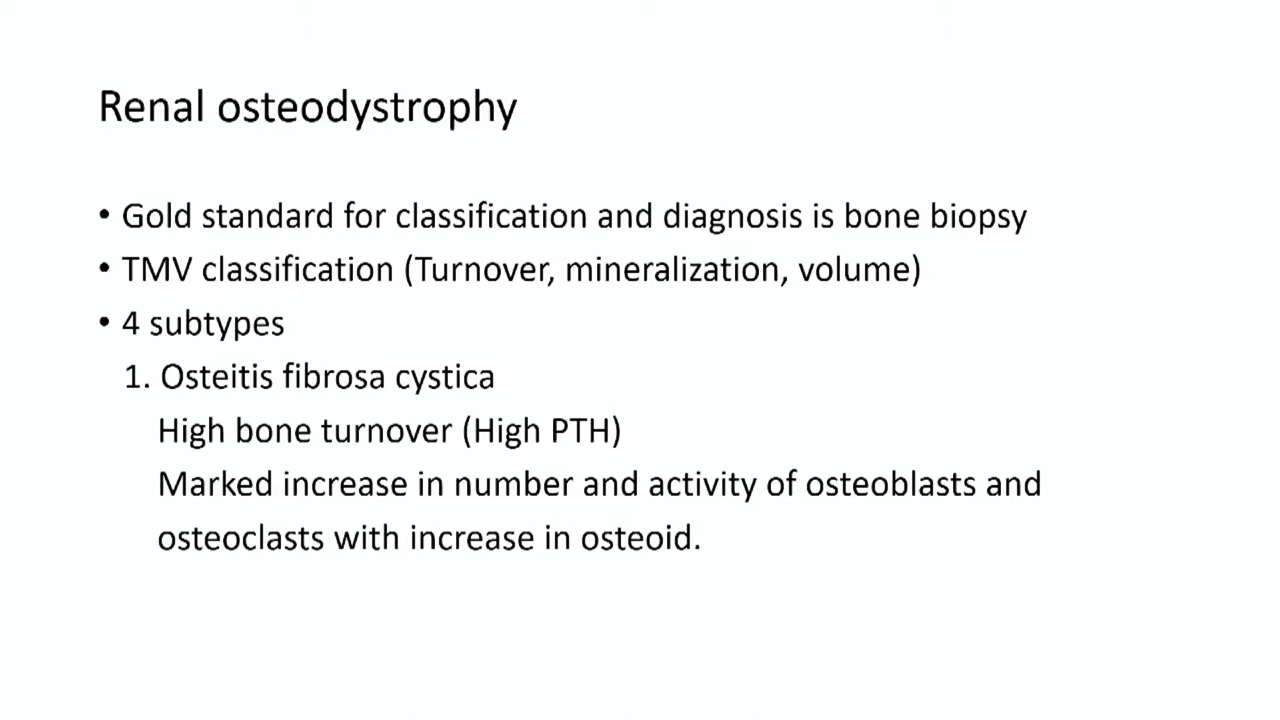 Renal osteodystrophy
• Gold standard for classification and diagnosis is bone biopsy
• TMV classification (Turnover, mineralization, volume)
• 4 subtypes
1. Osteitis fibrosa cystica
High bone turnover (High PTH)
Marked increase in number and activity of osteoblasts and
osteoclasts with increase in osteoid.